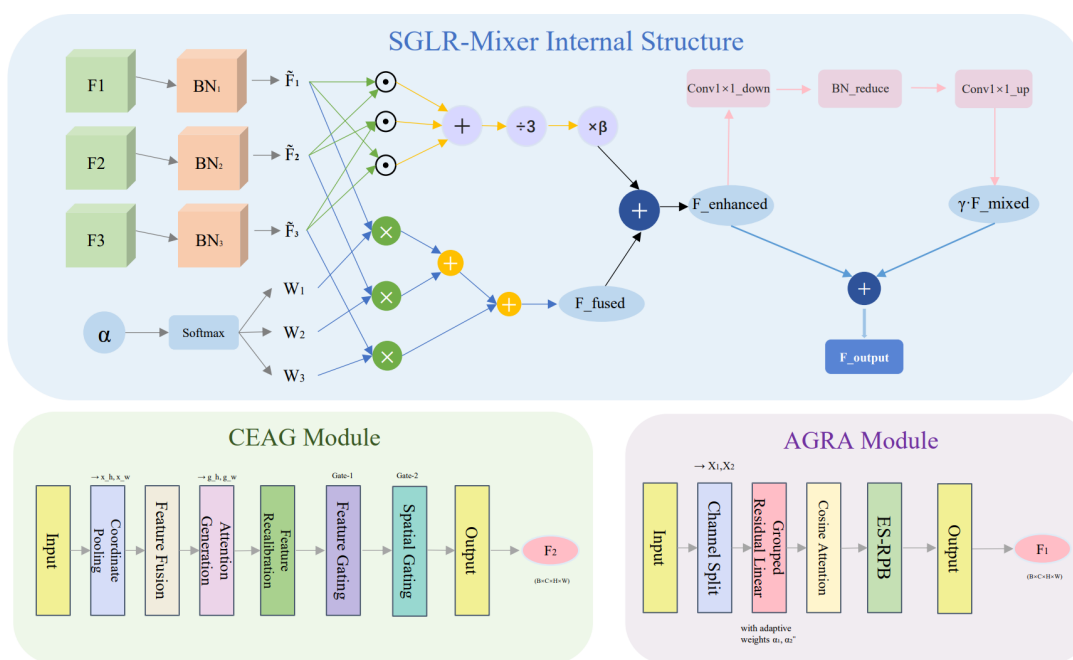 SGLR-Mixer Internal Structure
F1
BN₁
F̃₁
F2
BN₂
F̃₂
F3
BN₃
F̃₃
α
Softmax
W₁
W₂
W₃
+
÷3
×β
×
×
×
+
+
F_fused
+
F_enhanced
Conv1×1_down
BN_reduce
Conv1×1_up
γ·F_mixed
+
F_output
CEAG Module
Input
→ x_h, x_w
Coordinate
Pooling
Feature Fusion
→ g_h, g_w
Attention
Generation
Feature
Recalibration
Gate-1
Feature Gating
Gate-2
Spatial Gating
Output
F₂
(B×C×H×W)
AGRA Module
Input
→ X₁,X₂
Channel Split
Grouped
Residual Linear
with adaptive
weights α₁, α₂"
Cosine Attention
ES-RPB
Output
F₁
(B×C×H×W)